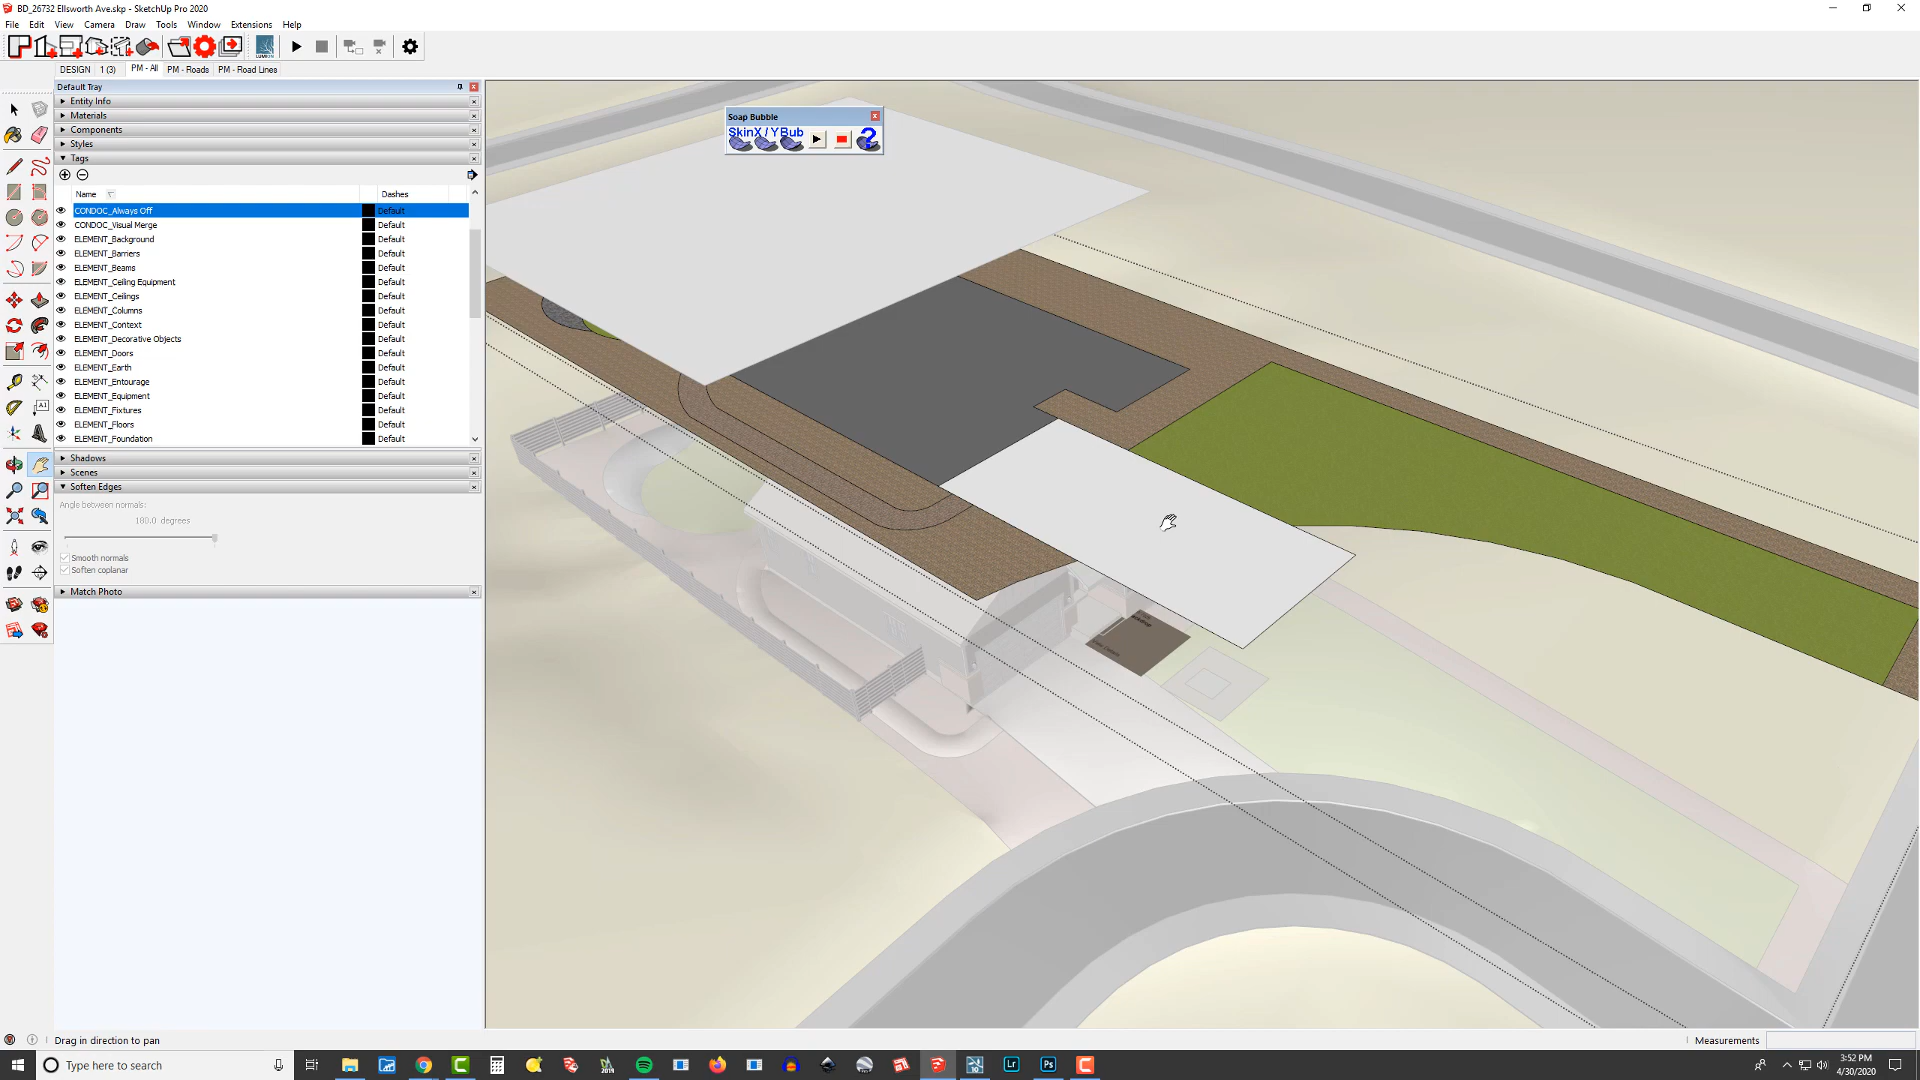 BD_26732 Ellsworth Ave.skp - SketchUp Pro 2020
File Edit View Camera Draw Tools Window Extensions Help
LUMION
DESIGN 1 (3) PM - All PM - Roads PM - Road Lines
Default Tray
Entity Info
Materials
Components
Styles
Tags
Name Dashes
CONDOC_Always Off Default
CONDOC_Visual Merge Default
ELEMENT_Background Default
ELEMENT_Barriers Default
ELEMENT_Beams Default
ELEMENT_Ceiling Equipment Default
ELEMENT_Ceilings Default
ELEMENT_Columns Default
ELEMENT_Context Default
ELEMENT_Decorative Objects Default
ELEMENT_Doors Default
ELEMENT_Earth Default
ELEMENT_Entourage Default
ELEMENT_Equipment Default
ELEMENT_Fixtures Default
ELEMENT_Floors Default
ELEMENT_Foundation Default
Shadows
Scenes
Soften Edges
Angle between normals:
180.0 degrees
Smooth normals
Soften coplanar
Match Photo
Soap Bubble
Skin X / Y Bub
?
Drag in direction to pan
Measurements
Type here to search
Lr
Ps
3:52 PM
4/30/2020